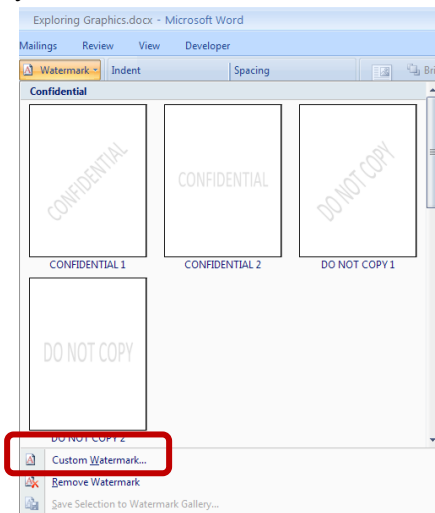 Exploring Graphics.docx - Microsoft Word
Mailings Review View Developer
Watermark Indent Spacing
Confidential
CONFIDENTIAL CONFIDENTIAL DO NOT COPY
CONFIDENTIAL 1 CONFIDENTIAL 2 DO NOT COPY 1
DO NOT COPY
DO NOT COPY 2
Custom Watermark...
Remove Watermark
Save Selection to Watermark Gallery...